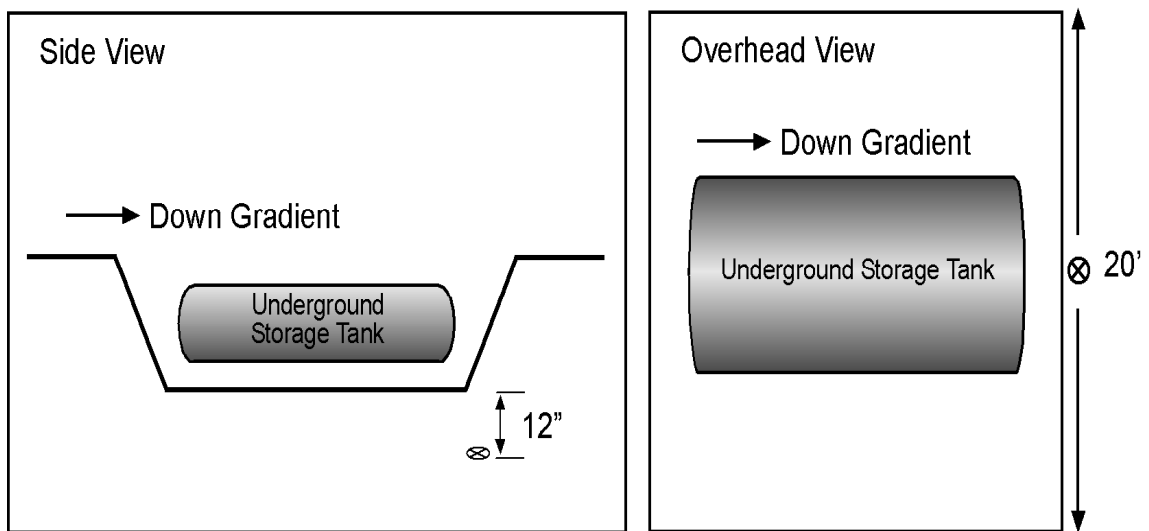 Side View
Down Gradient
Underground
Storage Tank
12”
Overhead View
Down Gradient
Underground Storage Tank
20’